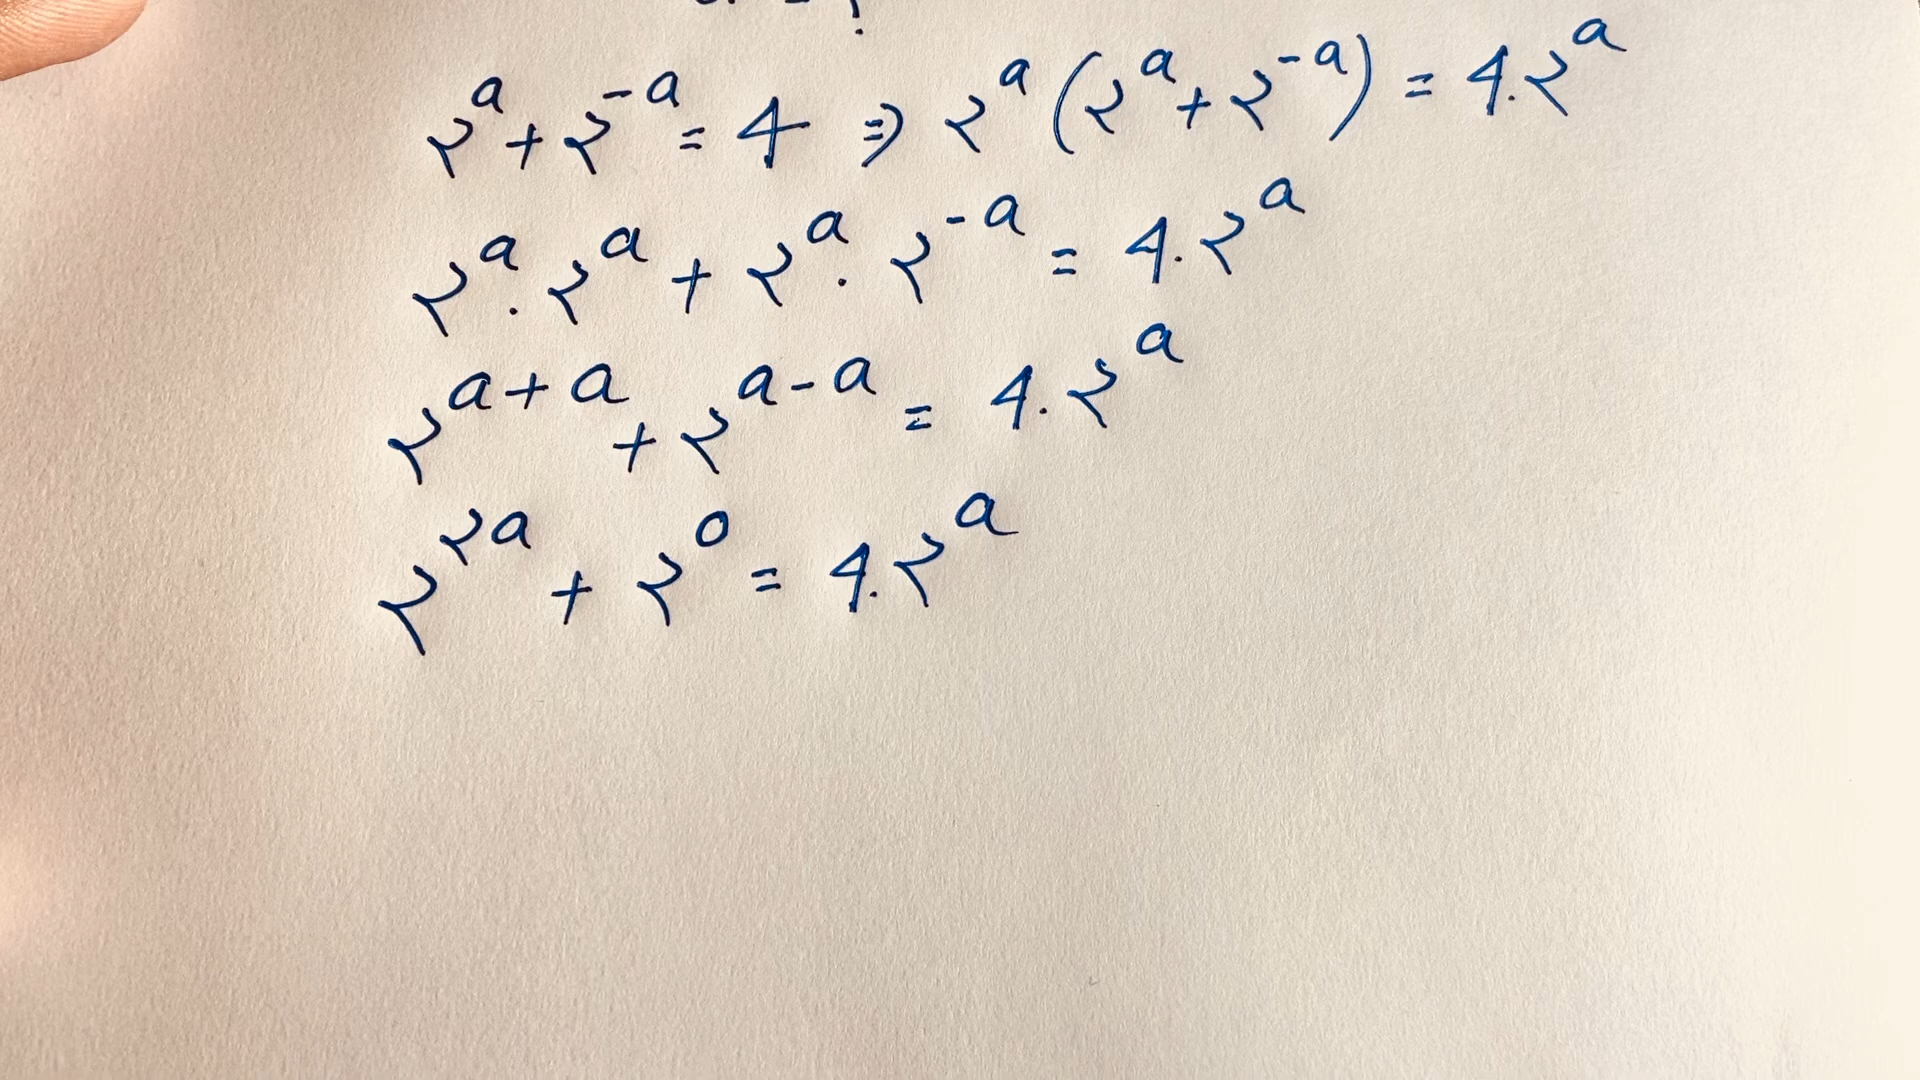 2^a + 2^-a = 4 ⇒ 2^a (2^a + 2^-a) = 4.2^a
2^a . 2^a + 2^a . 2^-a = 4.2^a
2^a+a + 2^a-a = 4.2^a
2^2a + 2^0 = 4.2^a